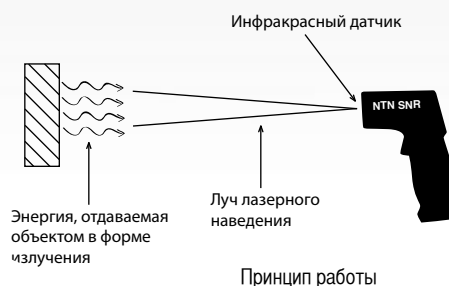 Инфракрасный датчик
NTN SNR
Энергия, отдаваемая
объектом в форме
излучения
Луч лазерного
наведения
Принцип работы